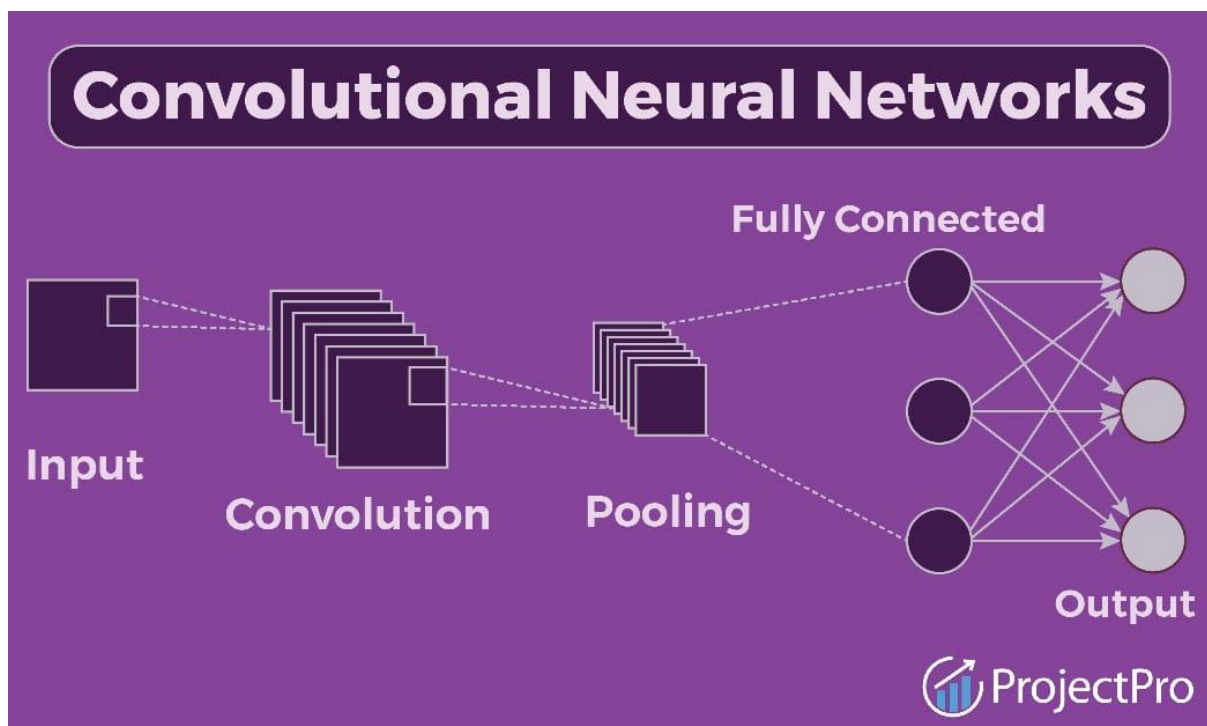 Convolutional Neural Networks
Fully Connected
Input
Convolution
Pooling
Output
ProjectPro